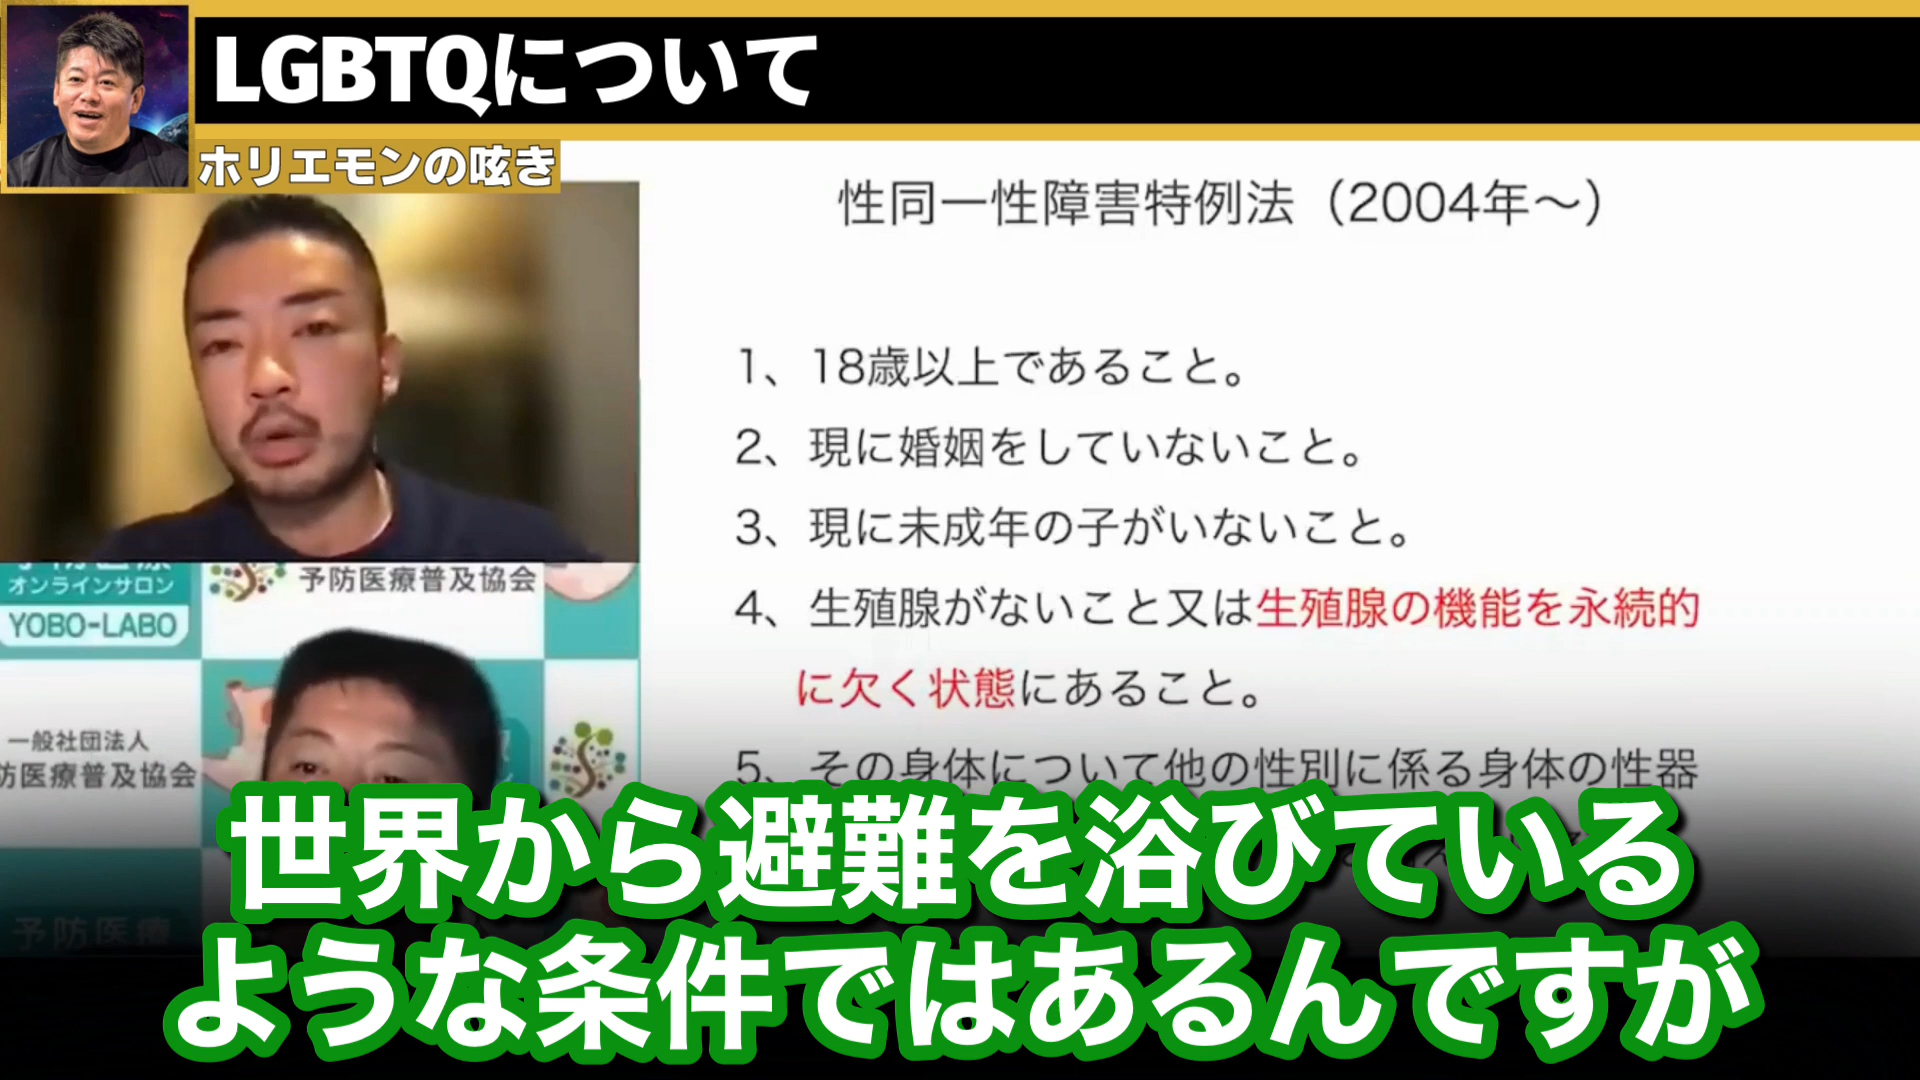 LGBTQについて
ホリエモンの呟き
性同一性障害特例法（2004年〜）
1、18歳以上であること。
2、現に婚姻をしていないこと。
3、現に未成年の子がいないこと。
4、生殖腺がないこと又は生殖腺の機能を永続的
に欠く状態にあること。
5、その身体について他の性別に係る身体の性器
オンラインサロン
YOBO-LABO
予防医療普及協会
一般社団法人
防医療普及協会
予防医療
世界から避難を浴びている
ような条件ではあるんですが